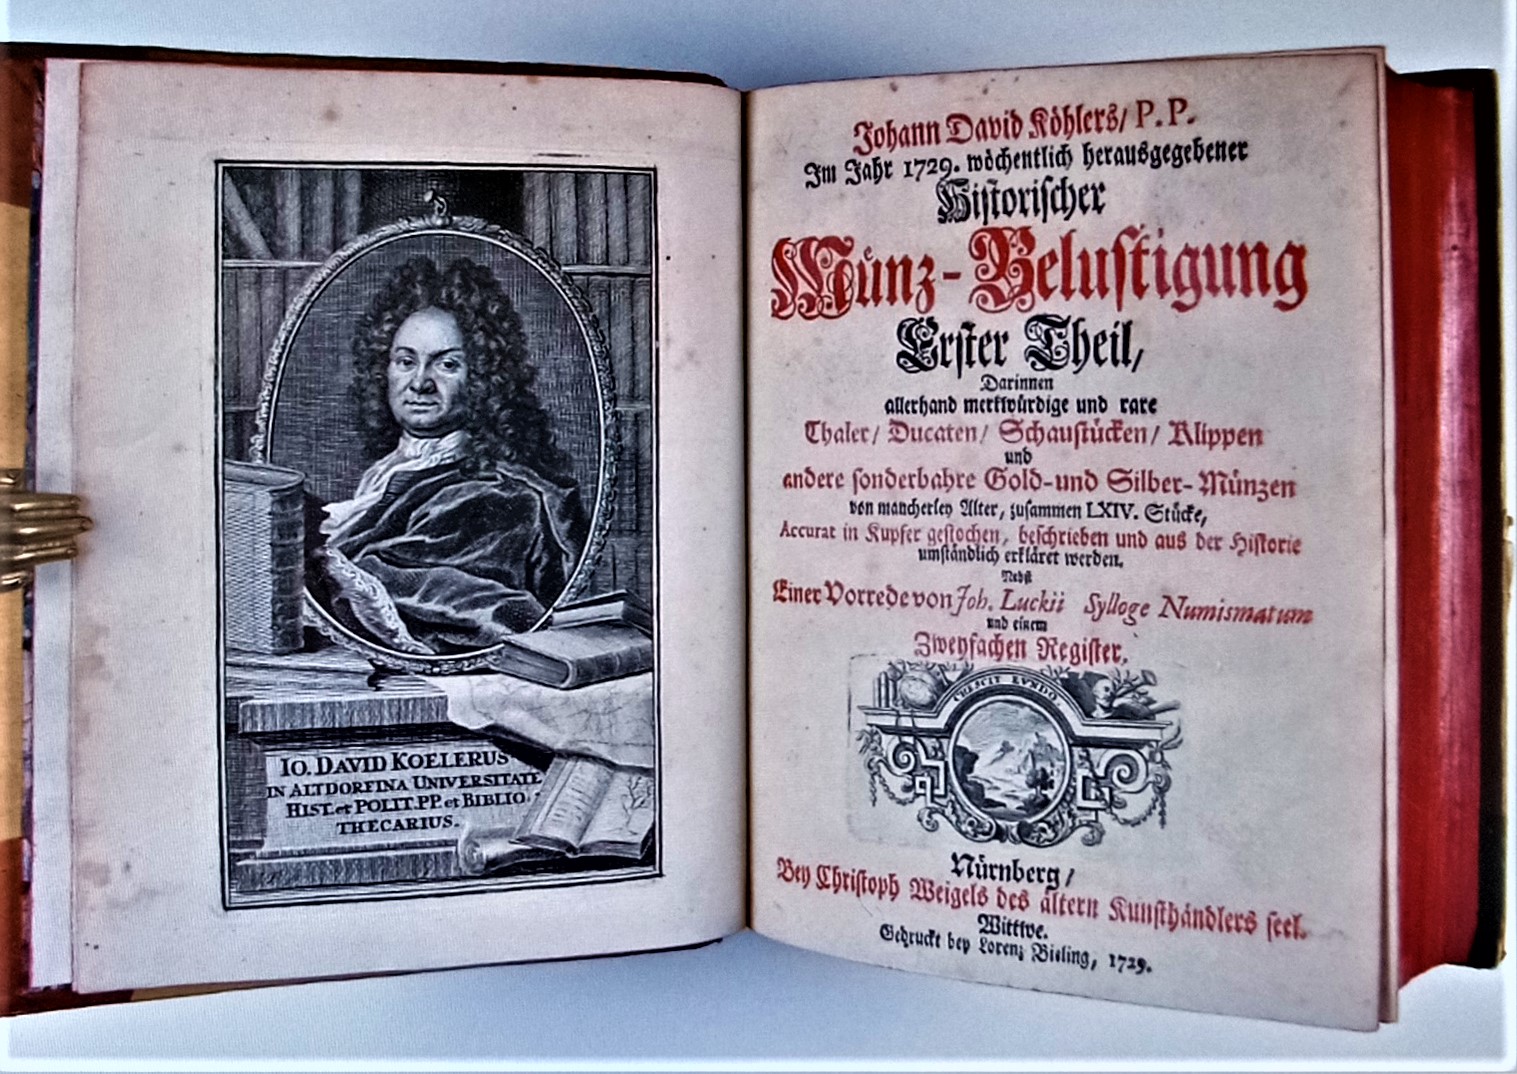 IO. DAVID KOELERUS
IN ALTDORFINA UNIVERSITATE
HIST. et POLIT. P.P. et BIBLIO-
THECARIUS.
Johann David Köhlers/ P. P.
Im Jahr 1729. wöchentlich herausgegebener
Historischer
Münz-Belustigung
Erster Theil,
Darinnen
allerhand merkwürdige und rare
Thaler/ Ducaten/ Schaustücken/ Klippen
und
andere sonderbahre Gold-und Silber-Münzen
von mancherley Alter, zusammen LXIV. Stücke,
Accurat in Kupfer gestochen, beschrieben und aus der Historie
umständlich erkläret werden.
Nebst
Einer Vorrede von Joh. Luckii Sylloge Numismatum
und einem
Zweyfachen Register,
CRESCIT EUNDO
Nürnberg/
Bey Christoph Weigels des ältern Kunsthändlers seel.
Wittwe.
Gedruckt bey Lorenz Bieling, 1729.